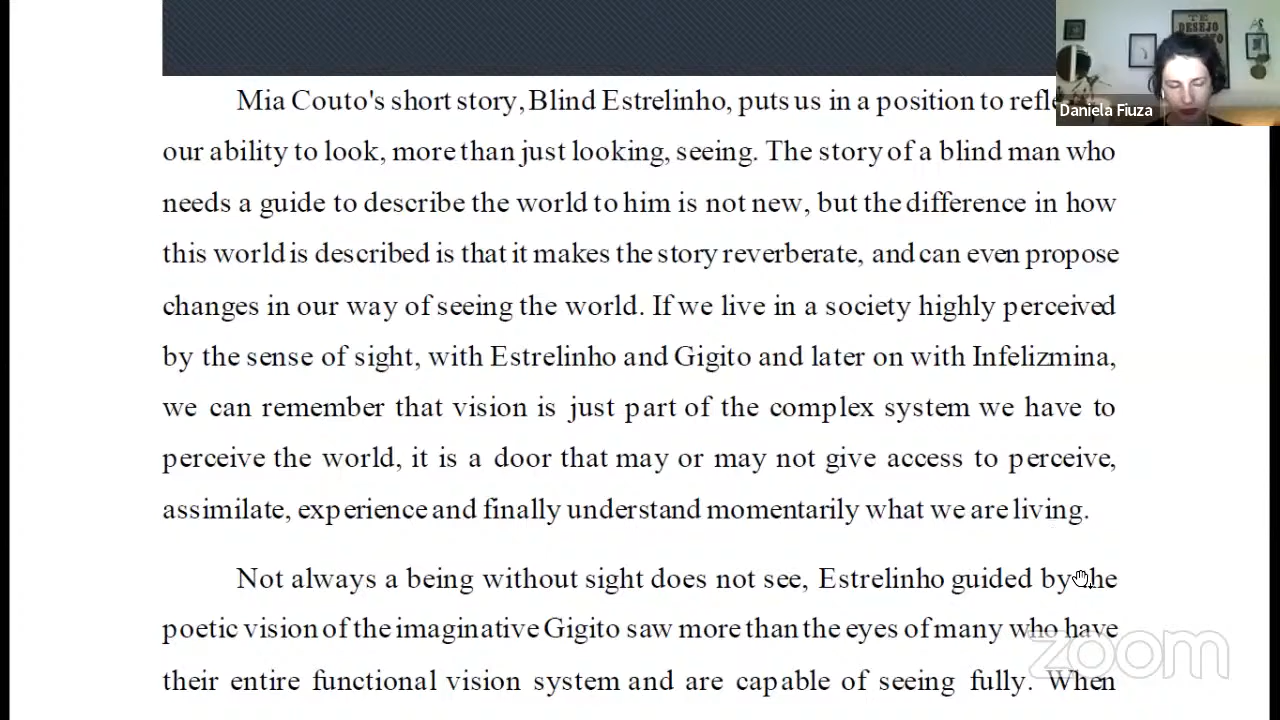 TE
DESEJO
Daniela Fiuza
Mia Couto's short story, Blind Estrelinho, puts us in a position to
our ability to look, more than just looking, seeing. The story of a blind man who
needs a guide to describe the world to him is not new, but the difference in how
this world is described is that it makes the story reverberate, and can even propose
changes in our way of seeing the world. If we live in a society highly perceived
by the sense of sight, with Estrelinho and Gigito and later on with Infelizmina,
we can remember that vision is just part of the complex system we have to
perceive the world, it is a door that may or may not give access to perceive,
assimilate, experience and finally understand momentarily what we are living.
Not always a being without sight does not see, Estrelinho guided by the
poetic vision of the imaginative Gigito saw more than the eyes of many who have
their entire functional vision system and are capable of seeing fully. When
zoom